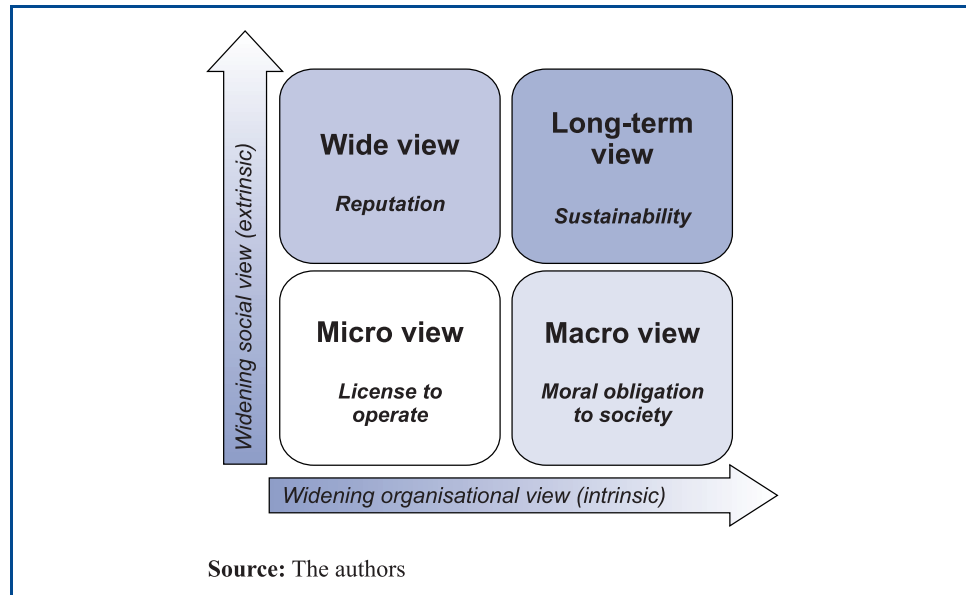 Widening social view (extrinsic)
Wide view
Reputation
Long-term
view
Sustainability
Micro view
License to
operate
Macro view
Moral obligation
to society
Widening organisational view (intrinsic)
Source: The authors